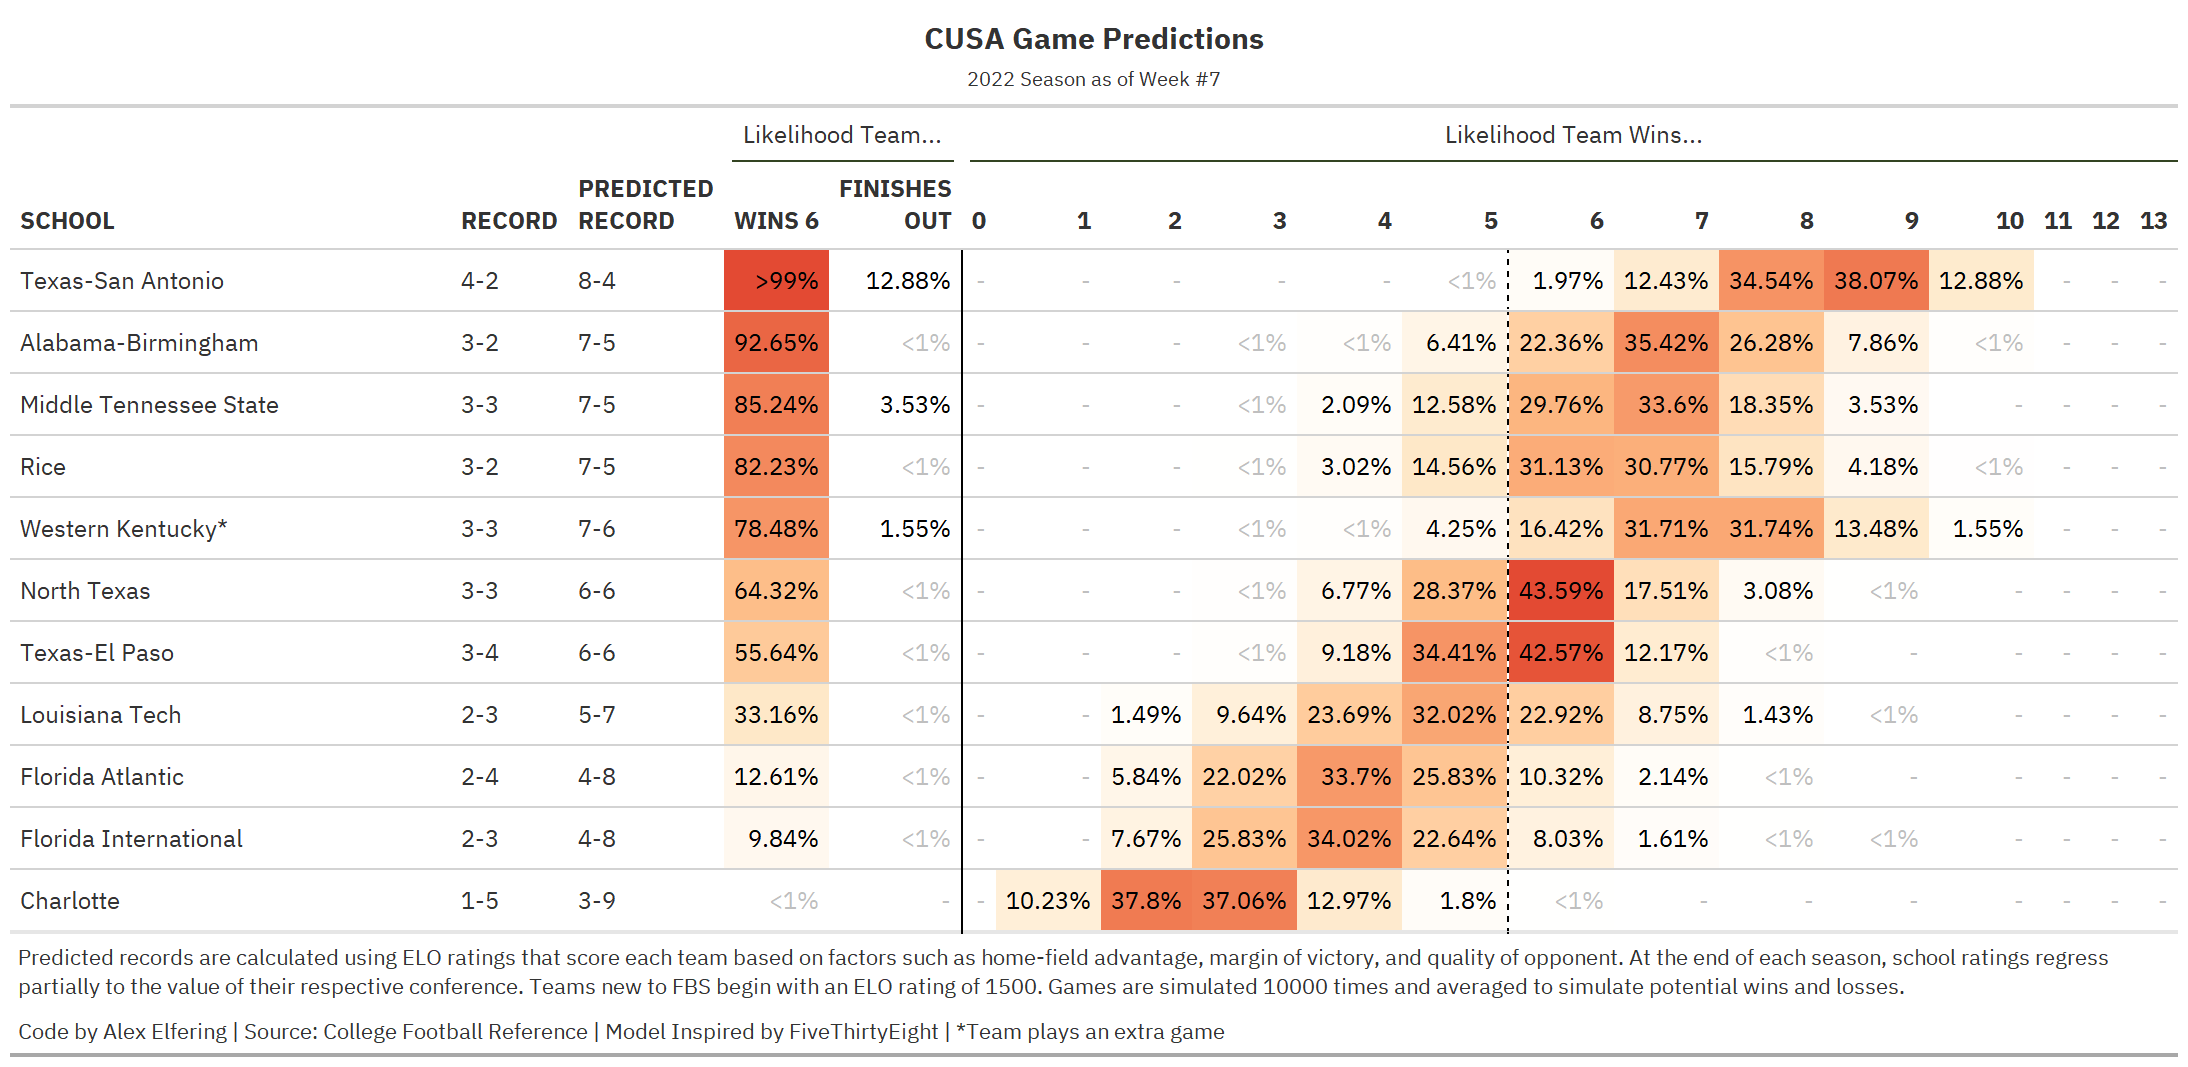 CUSA Game Predictions
2022 Season as of Week #7
Likelihood Team... Likelihood Team Wins...
PREDICTED FINISHES
SCHOOL RECORD RECORD WINS 6 OUT 0 1 2 3 4 5 6 7 8 9 10 11 12 13
Texas-San Antonio 4-2 8-4 >99% 12.88% - - - - - <1% 1.97% 12.43% 34.54% 38.07% 12.88% - - -
Alabama-Birmingham 3-2 7-5 92.65% <1% - - - <1% <1% 6.41% 22.36% 35.42% 26.28% 7.86% <1% - - -
Middle Tennessee State 3-3 7-5 85.24% 3.53% - - - <1% 2.09% 12.58% 29.76% 33.6% 18.35% 3.53% - - - -
Rice 3-2 7-5 82.23% <1% - - - <1% 3.02% 14.56% 31.13% 30.77% 15.79% 4.18% <1% - - -
Western Kentucky* 3-3 7-6 78.48% 1.55% - - - <1% <1% 4.25% 16.42% 31.71% 31.74% 13.48% 1.55% - - -
North Texas 3-3 6-6 64.32% <1% - - - <1% 6.77% 28.37% 43.59% 17.51% 3.08% <1% - - - -
Texas-El Paso 3-4 6-6 55.64% <1% - - - <1% 9.18% 34.41% 42.57% 12.17% <1% - - - - -
Louisiana Tech 2-3 5-7 33.16% <1% - - 1.49% 9.64% 23.69% 32.02% 22.92% 8.75% 1.43% <1% - - - -
Florida Atlantic 2-4 4-8 12.61% <1% - - 5.84% 22.02% 33.7% 25.83% 10.32% 2.14% <1% - - - - -
Florida International 2-3 4-8 9.84% <1% - - 7.67% 25.83% 34.02% 22.64% 8.03% 1.61% <1% <1% - - - -
Charlotte 1-5 3-9 <1% - - 10.23% 37.8% 37.06% 12.97% 1.8% <1% - - - - - - -
Predicted records are calculated using ELO ratings that score each team based on factors such as home-field advantage, margin of victory, and quality of opponent. At the end of each season, school ratings regress
partially to the value of their respective conference. Teams new to FBS begin with an ELO rating of 1500. Games are simulated 10000 times and averaged to simulate potential wins and losses.
Code by Alex Elfering | Source: College Football Reference | Model Inspired by FiveThirtyEight | *Team plays an extra game